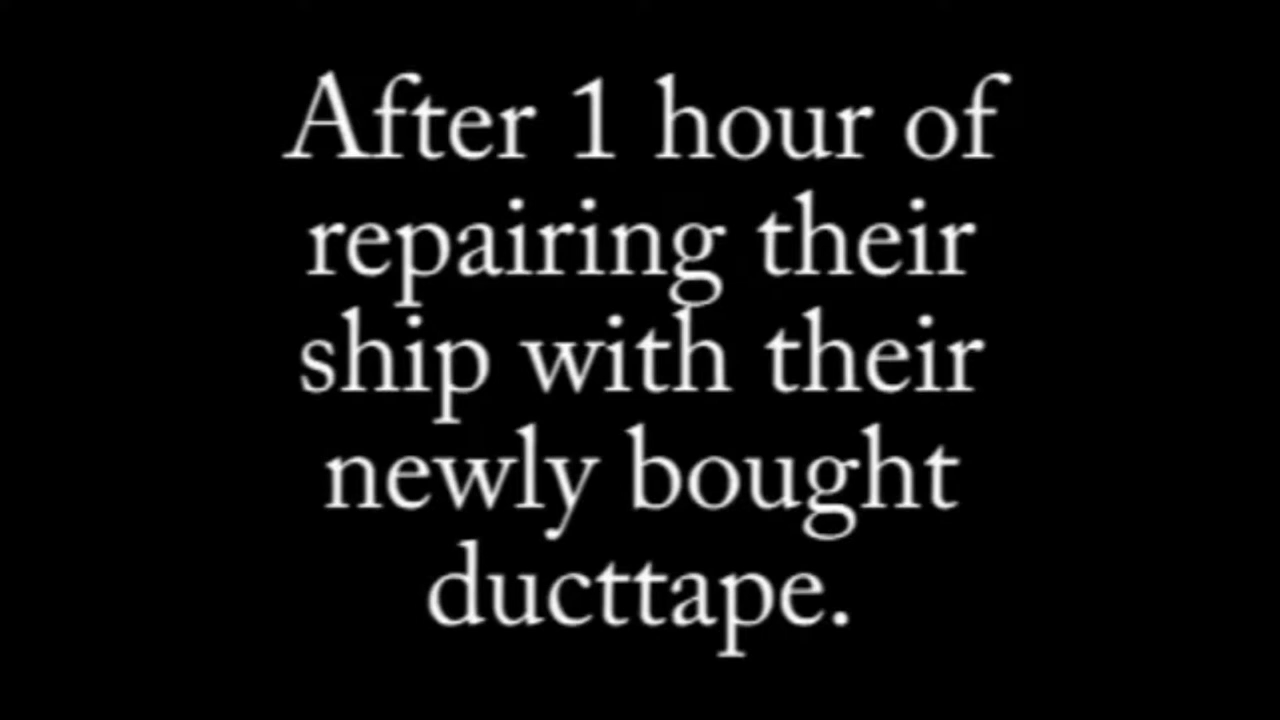 After 1 hour of
repairing their
ship with their
newly bought
ducttape.